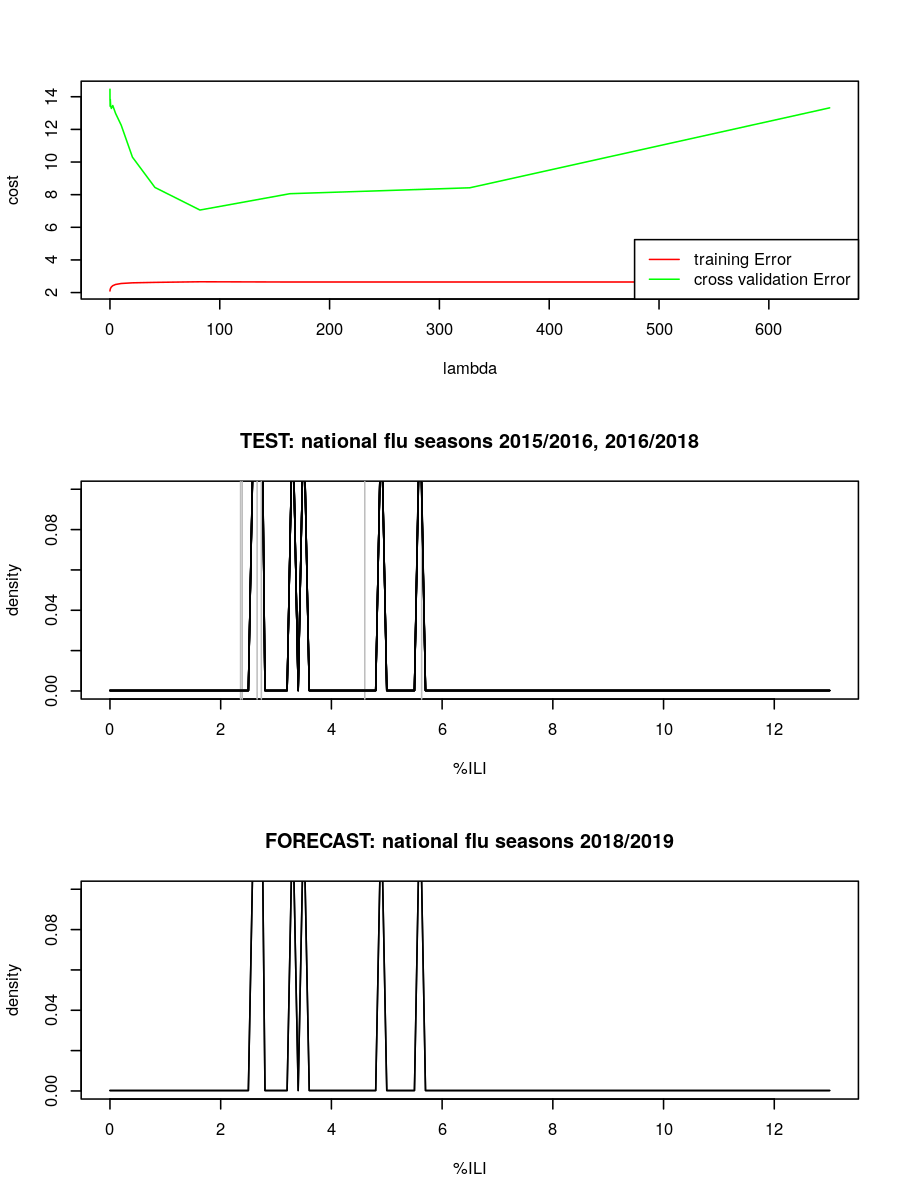 14
12
10
8
6
4
2
cost
training Error
cross validation Error
0 100 200 300 400 500 600
lambda
TEST: national flu seasons 2015/2016, 2016/2018
0.08
0.04
0.00
density
0 2 4 6 8 10 12
%ILI
FORECAST: national flu seasons 2018/2019
0.08
0.04
0.00
density
0 2 4 6 8 10 12
%ILI